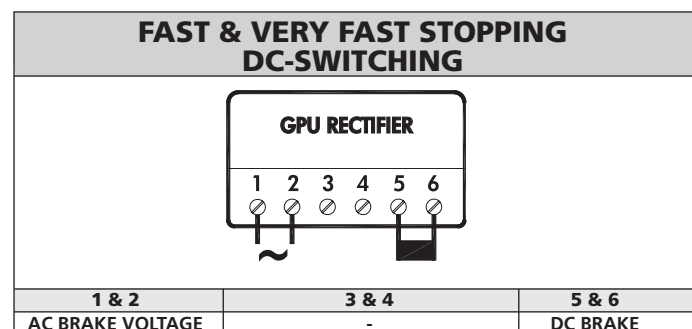 FAST & VERY FAST STOPPING
DC-SWITCHING
GPU RECTIFIER
1 2 3 4 5 6
~
1 & 2 3 & 4 5 & 6
AC BRAKE VOLTAGE - DC BRAKE